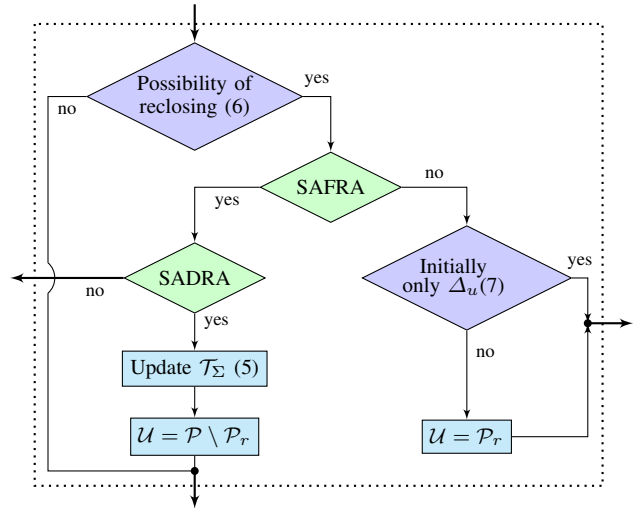 Possibility of
reclosing (6)
yes
no
SAFRA
yes
no
SADRA
no
yes
Initially
only Δ_u(7)
yes
no
Update 𝒯_Σ (5)
𝒰 = 𝒫 \ 𝒫_r
𝒰 = 𝒫_r